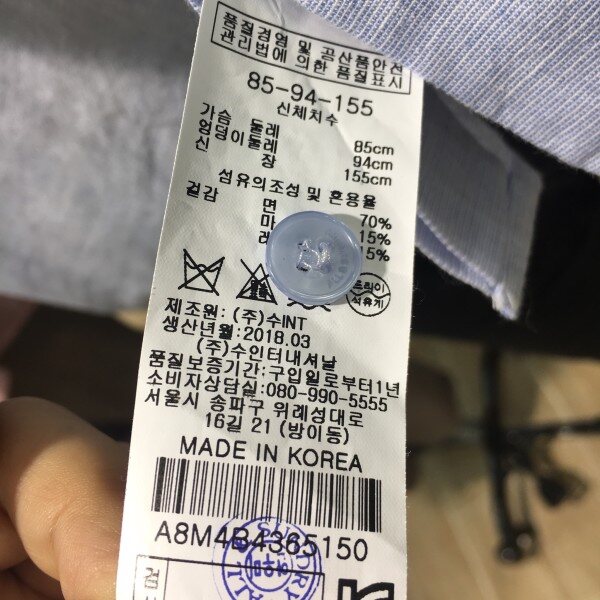 품질경영 및 공산품안전
관리법에 의한 품질표시
85-94-155
신체치수
가슴 둘레 85cm
엉덩이둘레 94cm
신 장 155cm
섬유의조성 및 혼용율
겉감 면 70%
마 15%
레 15%
드라이
석유계
제조원: (주)수INT
생산년월:2018.03
(주)수인터내셔날
품질보증기간:구입일로부터1년
소비자상담실:080-990-5555
서울시 송파구 위례성대로
16길 21 (방이동)
MADE IN KOREA
A8M4B4365150